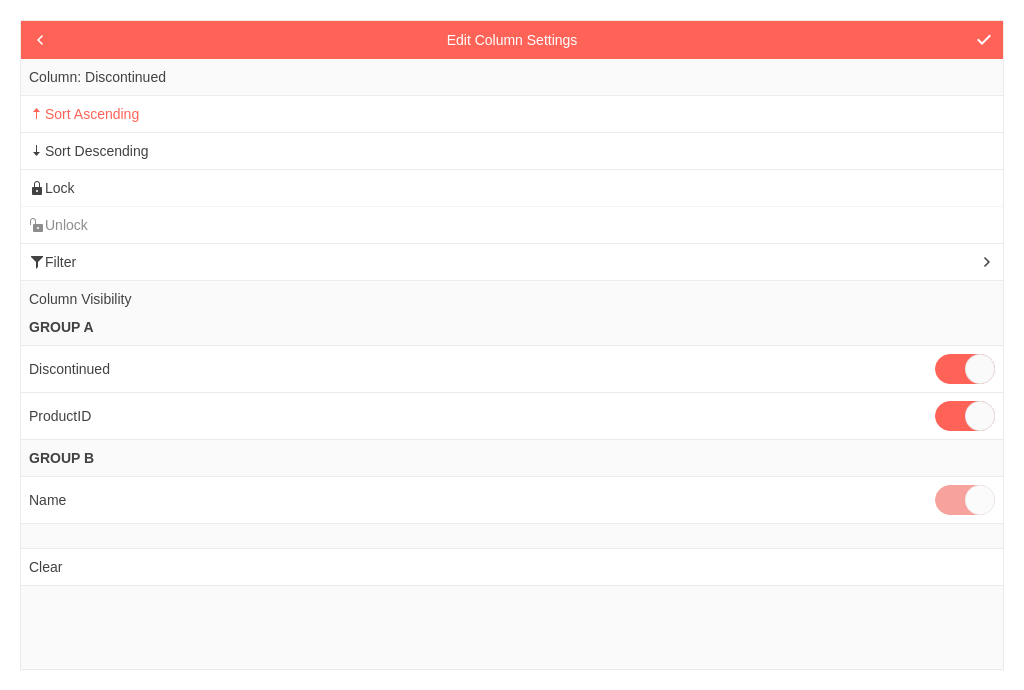 Edit Column Settings
Column: Discontinued
Sort Ascending
Sort Descending
Lock
Unlock
Filter
Column Visibility
GROUP A
Discontinued
ProductID
GROUP B
Name
Clear